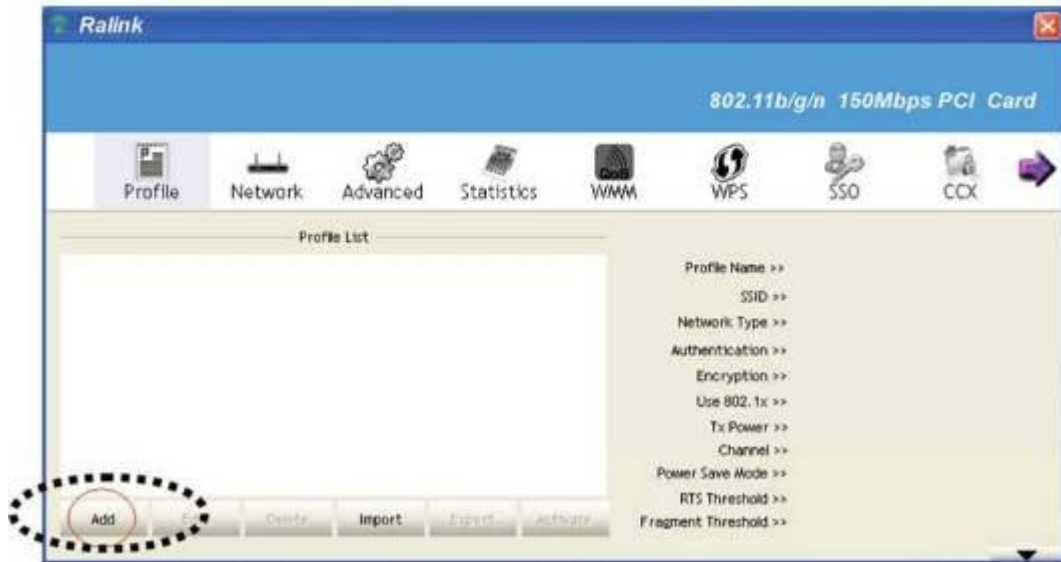 Ralink
802.11b/g/n 150Mbps PCI Card
Profile Network Advanced Statistics WMM WPS SSO CCX
Profile List
Profile Name >>
SSID >>
Network Type >>
Authentication >>
Encryption >>
Use 802.1x >>
Tx Power >>
Channel >>
Power Save Mode >>
RTS Threshold >>
Fragment Threshold >>
Add Delete Import Export Activate